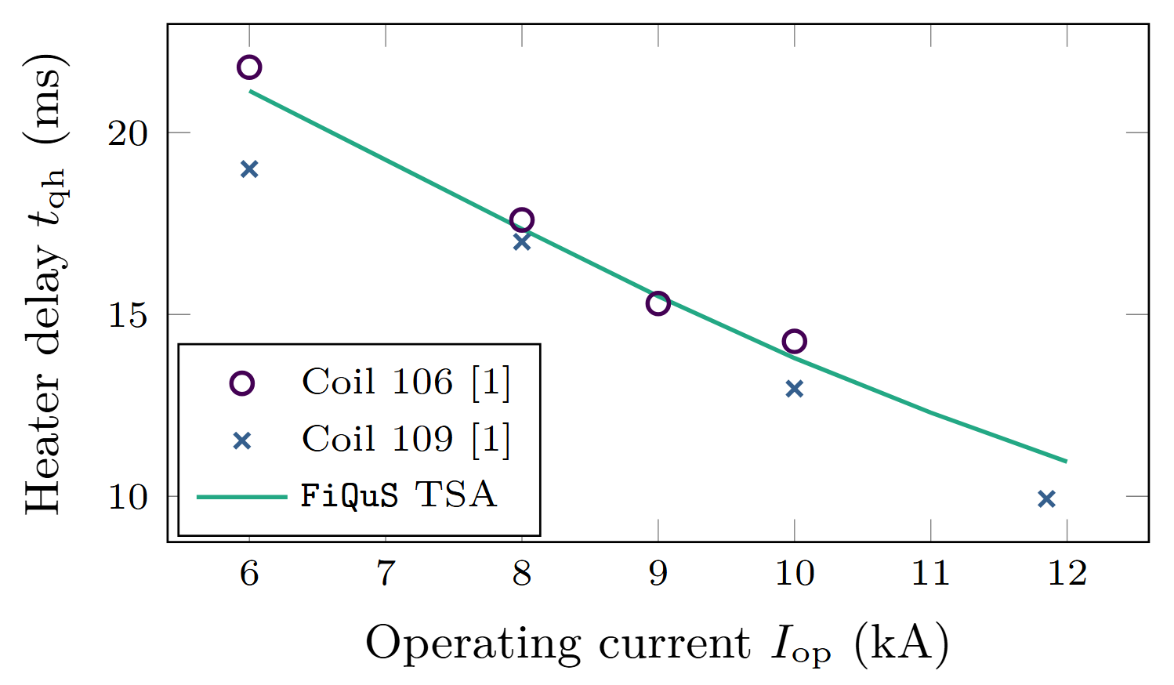 Heater delay t_qh (ms)
20
15
10
Coil 106 [1]
Coil 109 [1]
FiQuS TSA
6 7 8 9 10 11 12
Operating current I_op (kA)